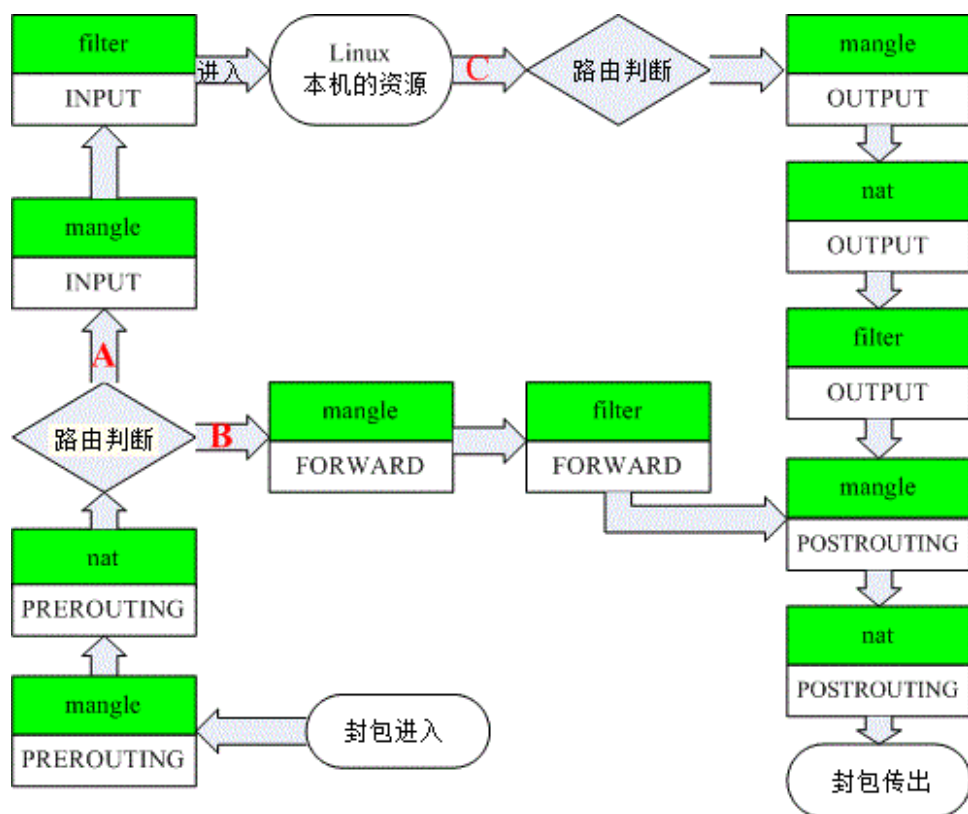 filter
INPUT
进入
Linux
本机的资源
C
路由判断
mangle
OUTPUT
nat
OUTPUT
mangle
INPUT
filter
OUTPUT
A
路由判断
B
mangle
FORWARD
filter
FORWARD
mangle
POSTROUTING
nat
PREROUTING
nat
POSTROUTING
mangle
PREROUTING
封包进入
封包传出